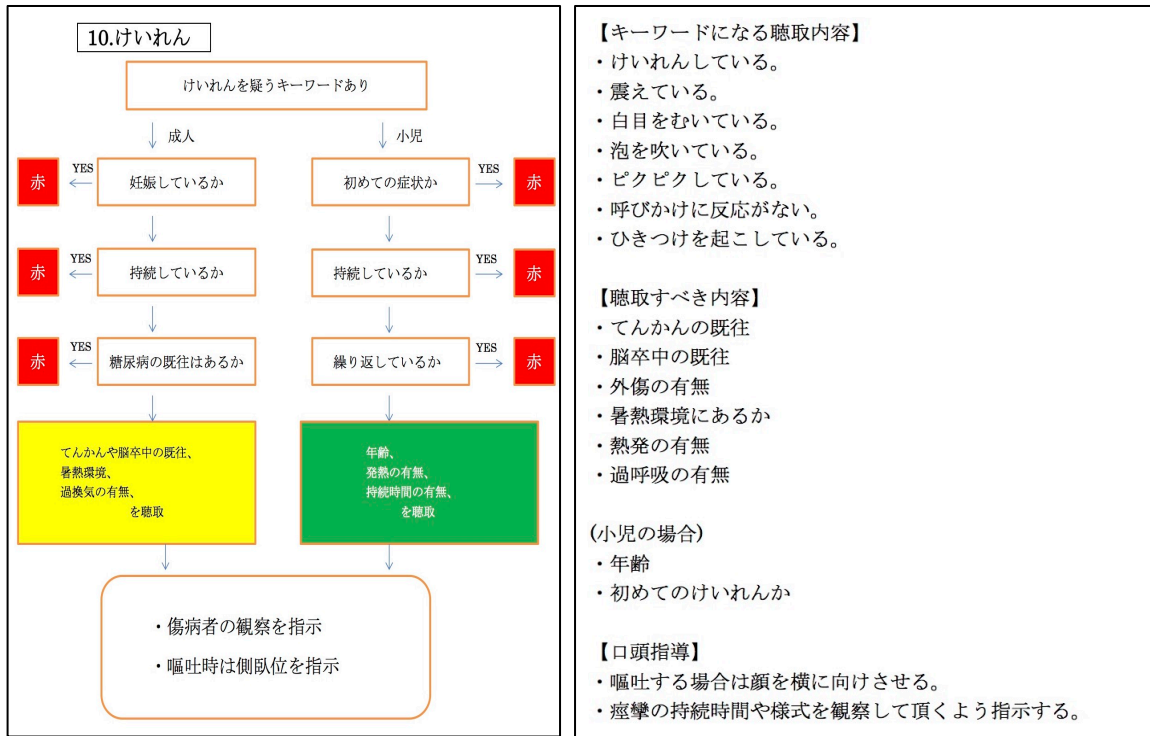 10.けいれん
けいれんを疑うキーワードあり
成人
小児
赤
YES
妊娠しているか
初めての症状か
YES
赤
赤
YES
持続しているか
持続しているか
YES
赤
赤
YES
糖尿病の既往はあるか
繰り返しているか
YES
赤
てんかんや脳卒中の既往、
暑熱環境、
過換気の有無、
を聴取
年齢、
発熱の有無、
持続時間の有無、
を聴取
・傷病者の観察を指示
・嘔吐時は側臥位を指示
【キーワードになる聴取内容】
・けいれんしている。
・震えている。
・白目をむいている。
・泡を吹いている。
・ピクピクしている。
・呼びかけに反応がない。
・ひきつけを起こしている。
【聴取すべき内容】
・てんかんの既往
・脳卒中の既往
・外傷の有無
・暑熱環境にあるか
・熱発の有無
・過呼吸の有無
(小児の場合)
・年齢
・初めてのけいれんか
【口頭指導】
・嘔吐する場合は顔を横に向けさせる。
・痙攣の持続時間や様式を観察して頂くよう指示する。